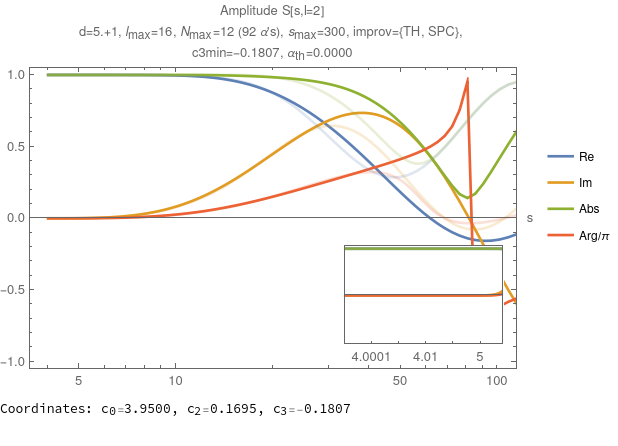 Amplitude S[s,l=2]
d=5.+1, lmax=16, Nmax=12 (92 α's), smax=300, improv={TH, SPC},
c3min=-0.1807, αth=0.0000
1.0
0.5
0.0
-0.5
-1.0
s
Re
Im
Abs
Arg/π
4.0001 4.01 5
5 10 50 100
Coordinates: c0=3.9500, c2=0.1695, c3=-0.1807